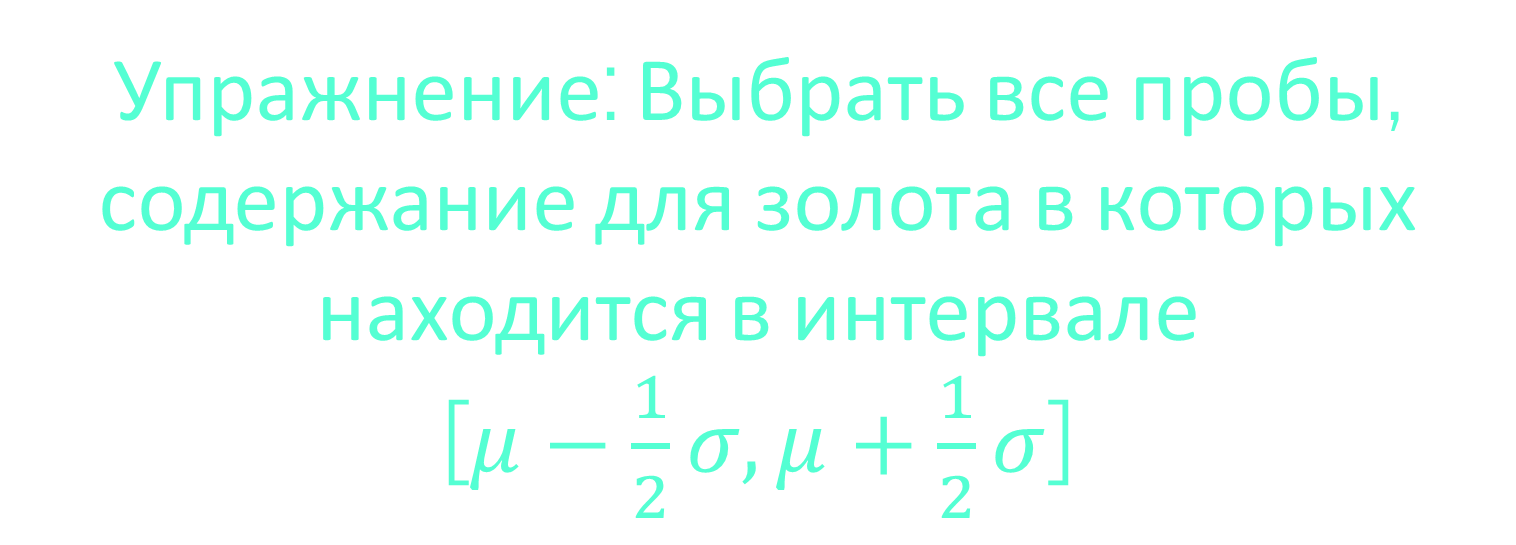 Упражнение: Выбрать все пробы,
содержание для золота в которых
находится в интервале
[μ − 1/2 σ, μ + 1/2 σ]